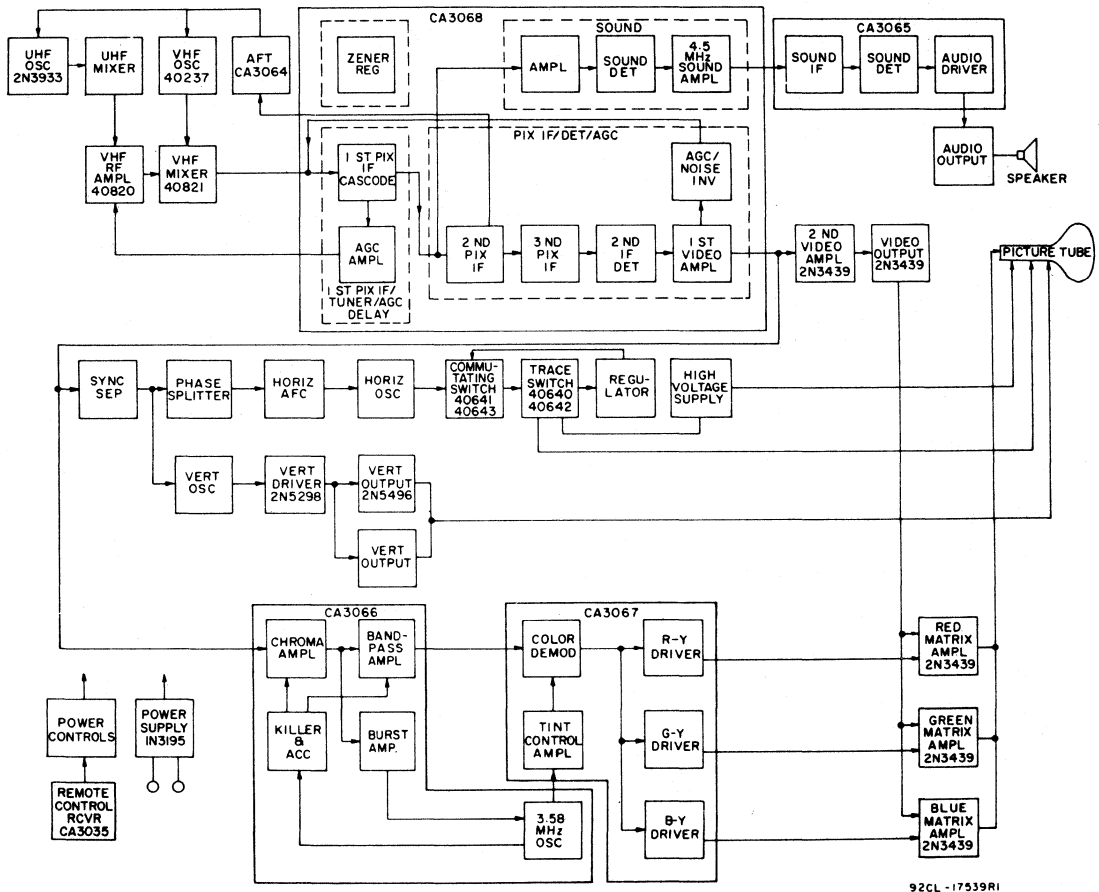 CA3068
UHF
OSC
2N3933
UHF
MIXER
VHF
OSC
40237
AFT
CA3064
ZENER
REG
SOUND
AMPL
SOUND
DET
4.5
MHz
SOUND
AMPL
CA3065
SOUND
IF
SOUND
DET
AUDIO
DRIVER
AUDIO
OUTPUT
SPEAKER
VHF
RF
AMPL
40820
VHF
MIXER
40821
1 ST PIX
IF
CASCODE
AGC
AMPL
1 ST PIX IF/
TUNER/AGC
DELAY
PIX IF/DET/AGC
AGC/
NOISE
INV
2 ND
PIX
IF
3 ND
PIX
IF
2 ND
IF
DET
1 ST
VIDEO
AMPL
2 ND
VIDEO
AMPL
2N3439
VIDEO
OUTPUT
2N3439
PICTURE TUBE
SYNC
SEP
PHASE
SPLITTER
HORIZ
AFC
HORIZ
OSC
COMMU-
TATING
SWITCH
40641
40643
TRACE
SWITCH
40640
40642
REGU-
LATOR
HIGH
VOLTAGE
SUPPLY
VERT
OSC
VERT
DRIVER
2N5298
VERT
OUTPUT
2N5496
VERT
OUTPUT
CA3066
CHROMA
AMPL
BAND-
PASS
AMPL
KILLER
&
ACC
BURST
AMP.
CA3067
COLOR
DEMOD
R-Y
DRIVER
TINT
CONTROL
AMPL
G-Y
DRIVER
3.58
MHz
OSC
B-Y
DRIVER
RED
MATRIX
AMPL
2N3439
GREEN
MATRIX
AMPL
2N3439
BLUE
MATRIX
AMPL
2N3439
POWER
CONTROLS
POWER
SUPPLY
IN3195
REMOTE
CONTROL
RCVR
CA3035
92CL-17539R1